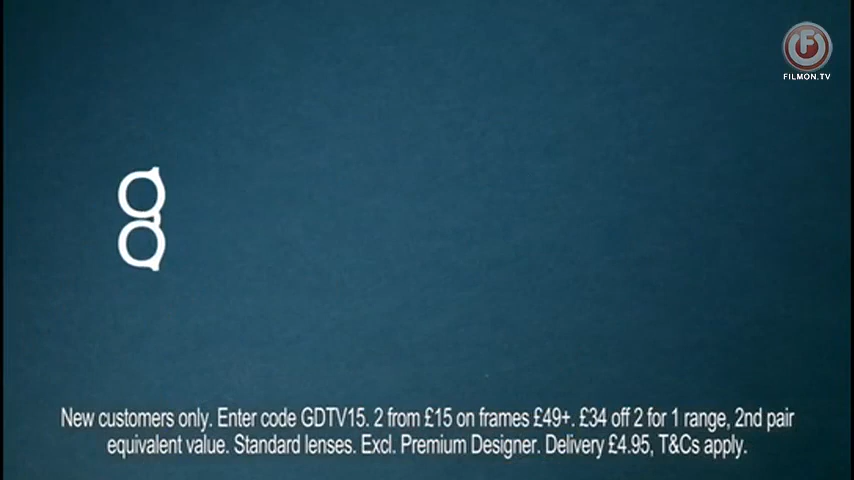 FILMON.TV
New customers only. Enter code GDTV15. 2 from £15 on frames £49+. £34 off 2 for 1 range, 2nd pair
equivalent value. Standard lenses. Excl. Premium Designer. Delivery £4.95, T&Cs apply.